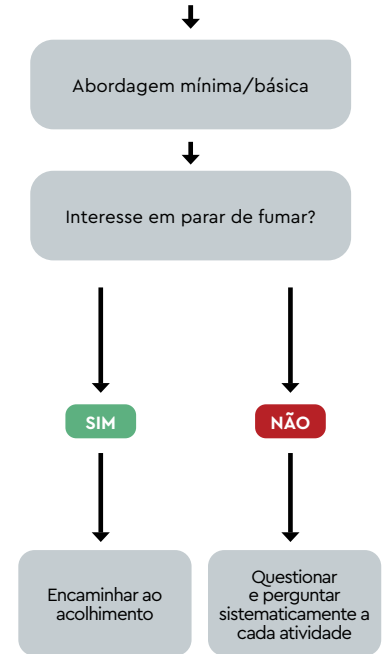 Abordagem mínima/básica
Interesse em parar de fumar?
SIM
NÃO
Encaminhar ao
acolhimento
Questionar
e perguntar
sistematicamente a
cada atividade